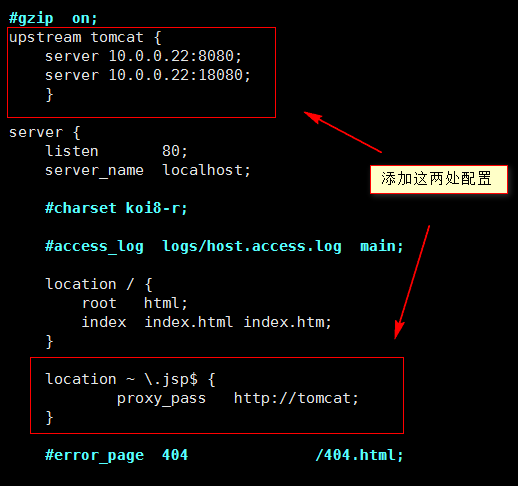 #gzip  on;
upstream tomcat {
    server 10.0.0.22:8080;
    server 10.0.0.22:18080;
    }
server {
    listen       80;
    server_name  localhost;
添加这两处配置
    #charset koi8-r;
    #access_log  logs/host.access.log  main;
    location / {
        root   html;
        index  index.html index.htm;
    }
    location ~ \.jsp$ {
            proxy_pass   http://tomcat;
    }
    #error_page  404              /404.html;